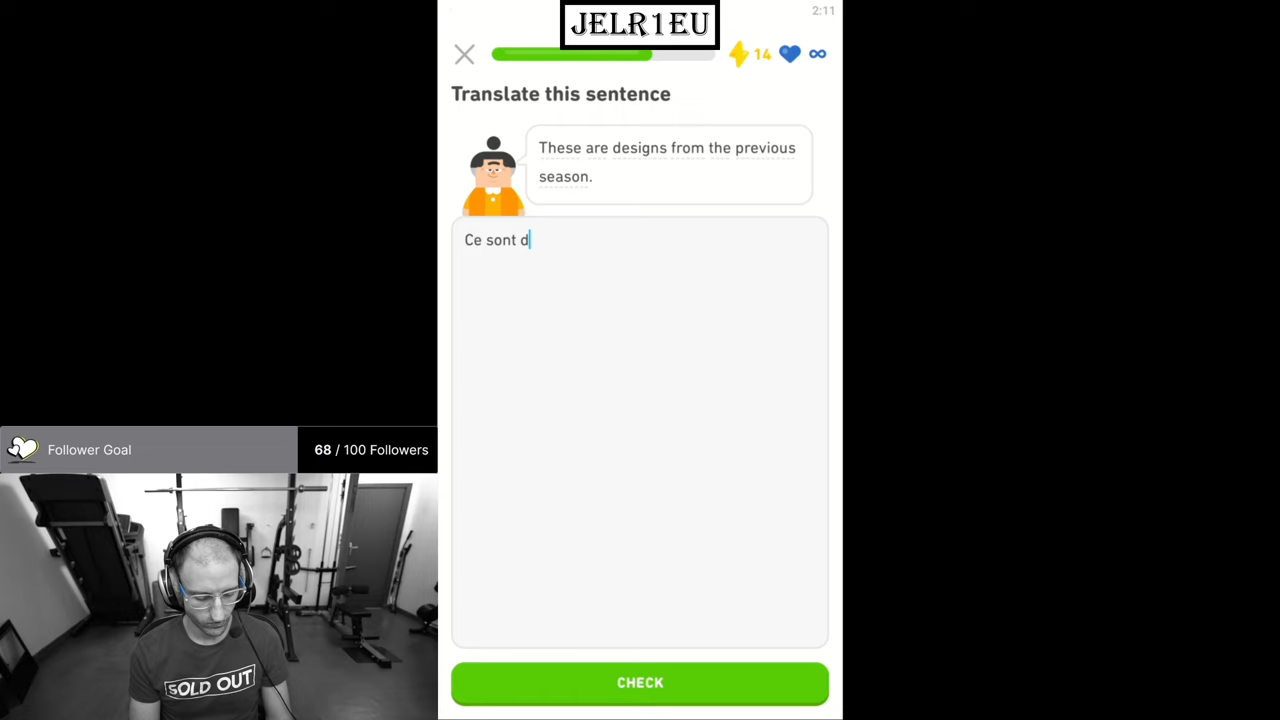 JELR1EU
2:11
14
Translate this sentence
These are designs from the previous
season.
Ce sont d
Follower Goal
68 / 100 Followers
SOLD OUT
CHECK